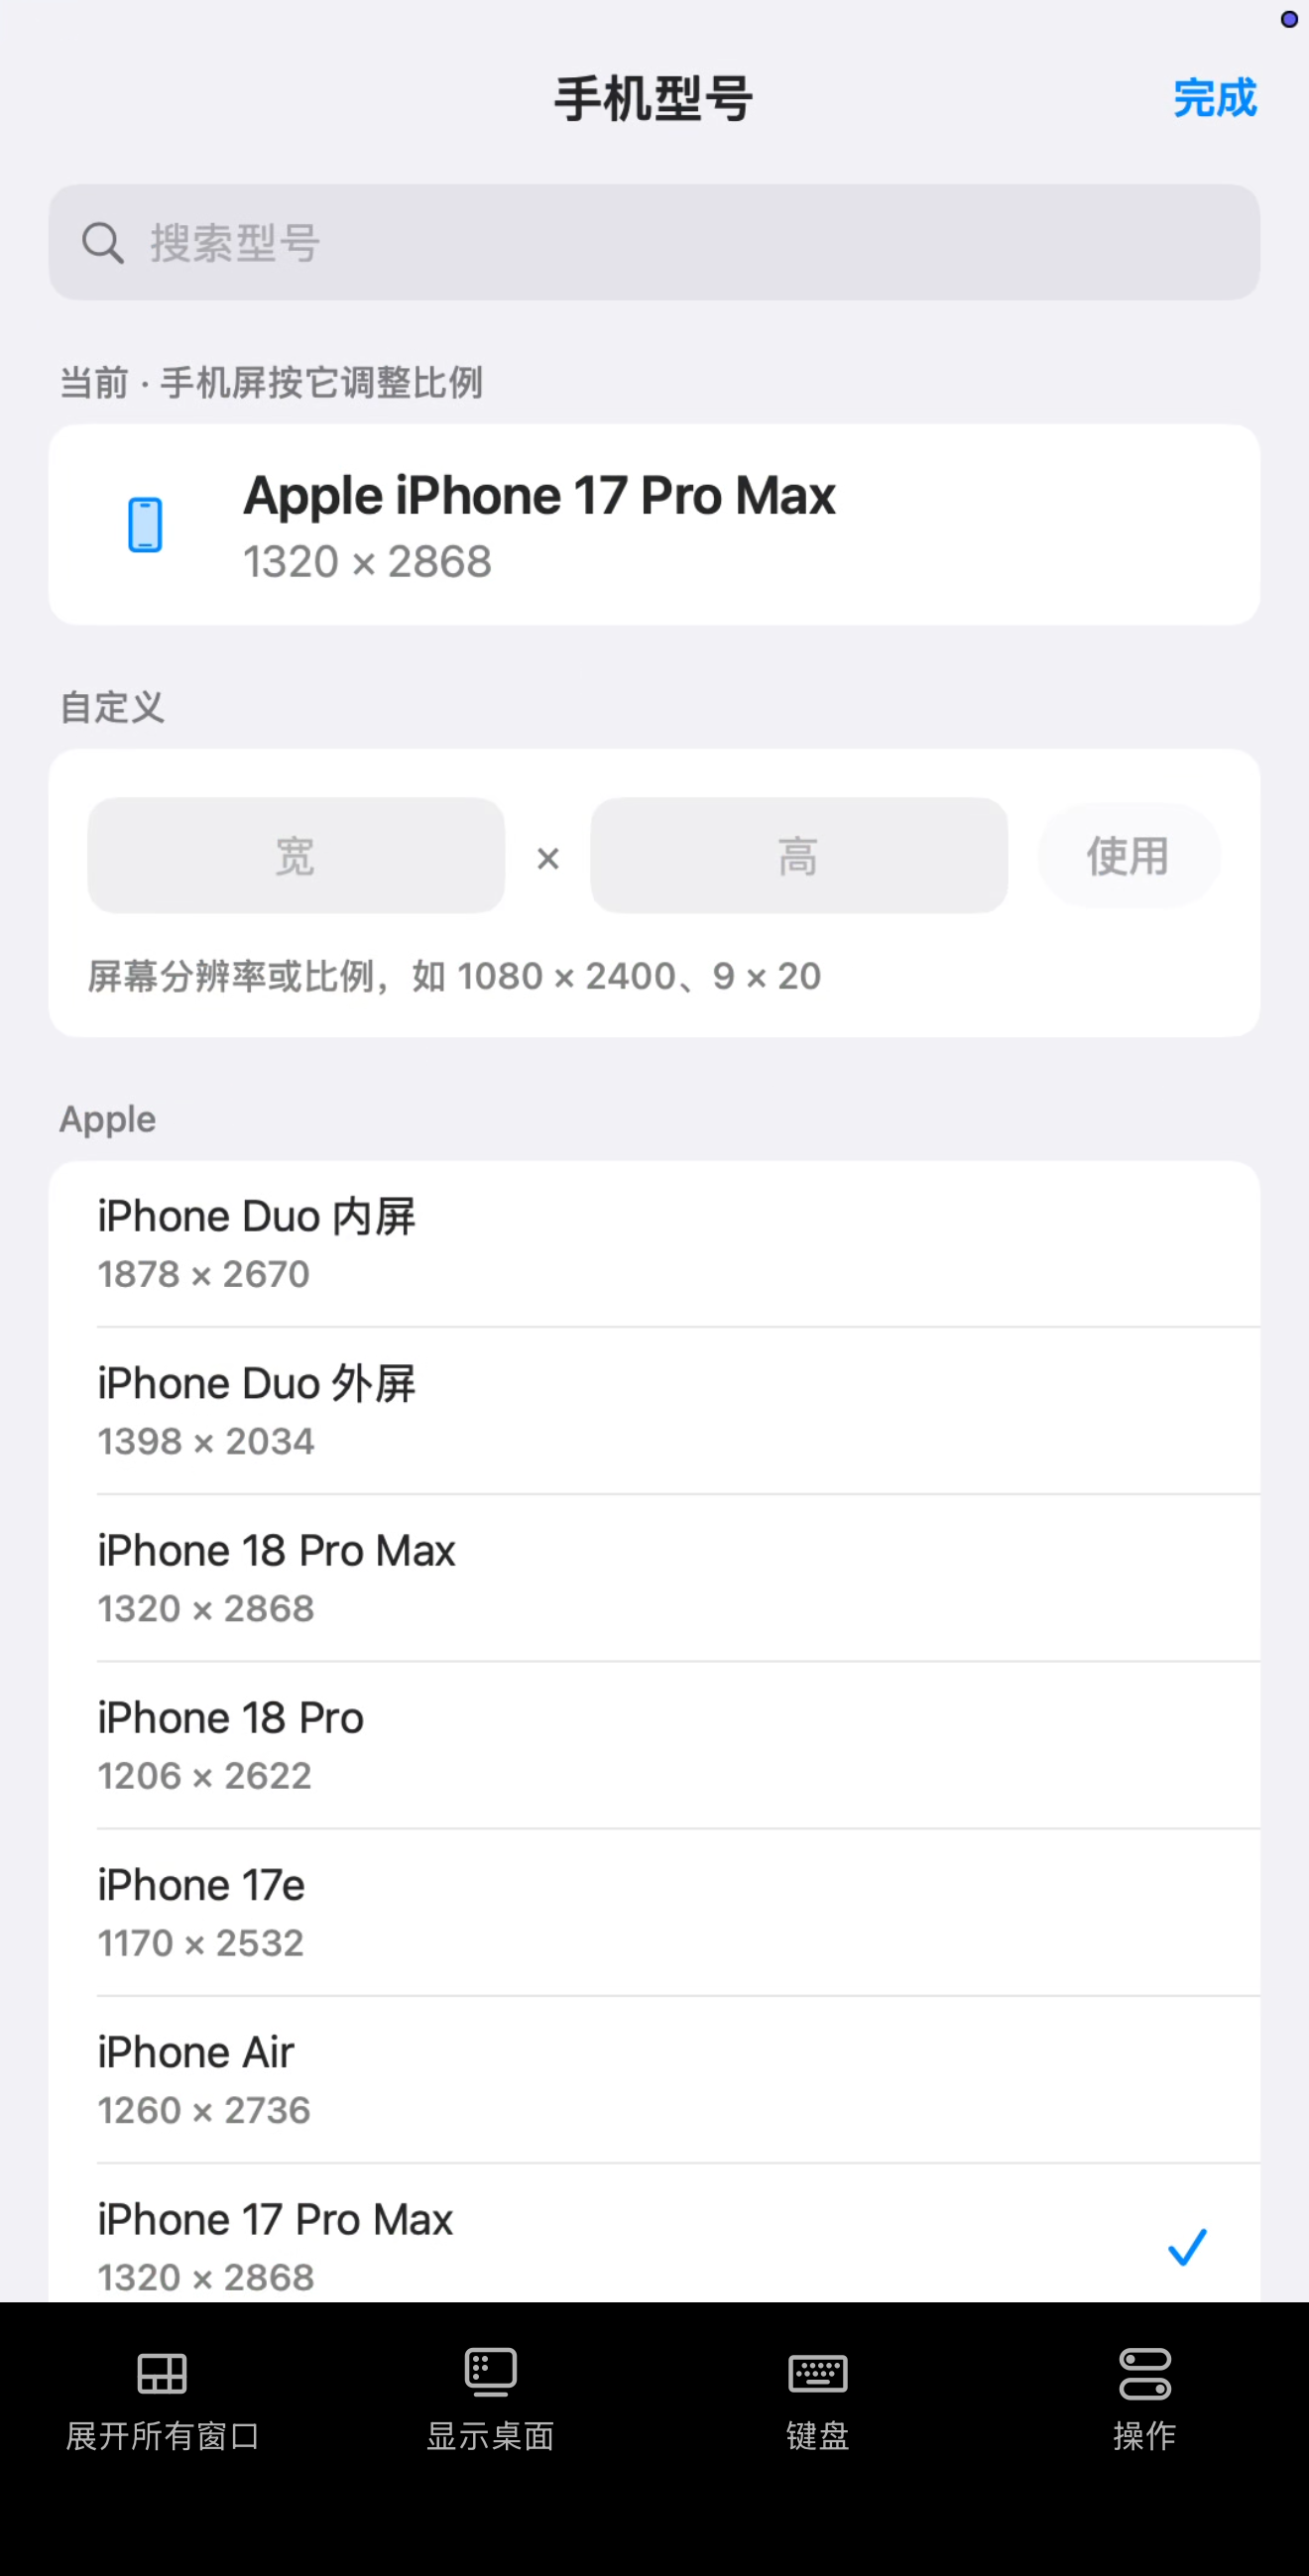 手机型号
完成
搜索型号
当前 · 手机屏按它调整比例
Apple iPhone 17 Pro Max
1320 × 2868
自定义
宽 × 高 使用
屏幕分辨率或比例，如 1080 × 2400、9 × 20
Apple
iPhone Duo 内屏
1878 × 2670
iPhone Duo 外屏
1398 × 2034
iPhone 18 Pro Max
1320 × 2868
iPhone 18 Pro
1206 × 2622
iPhone 17e
1170 × 2532
iPhone Air
1260 × 2736
iPhone 17 Pro Max
1320 × 2868
展开所有窗口 显示桌面 键盘 操作